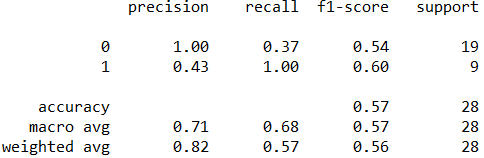 precision recall f1-score support
0 1.00 0.37 0.54 19
1 0.43 1.00 0.60 9
accuracy 0.57 28
macro avg 0.71 0.68 0.57 28
weighted avg 0.82 0.57 0.56 28